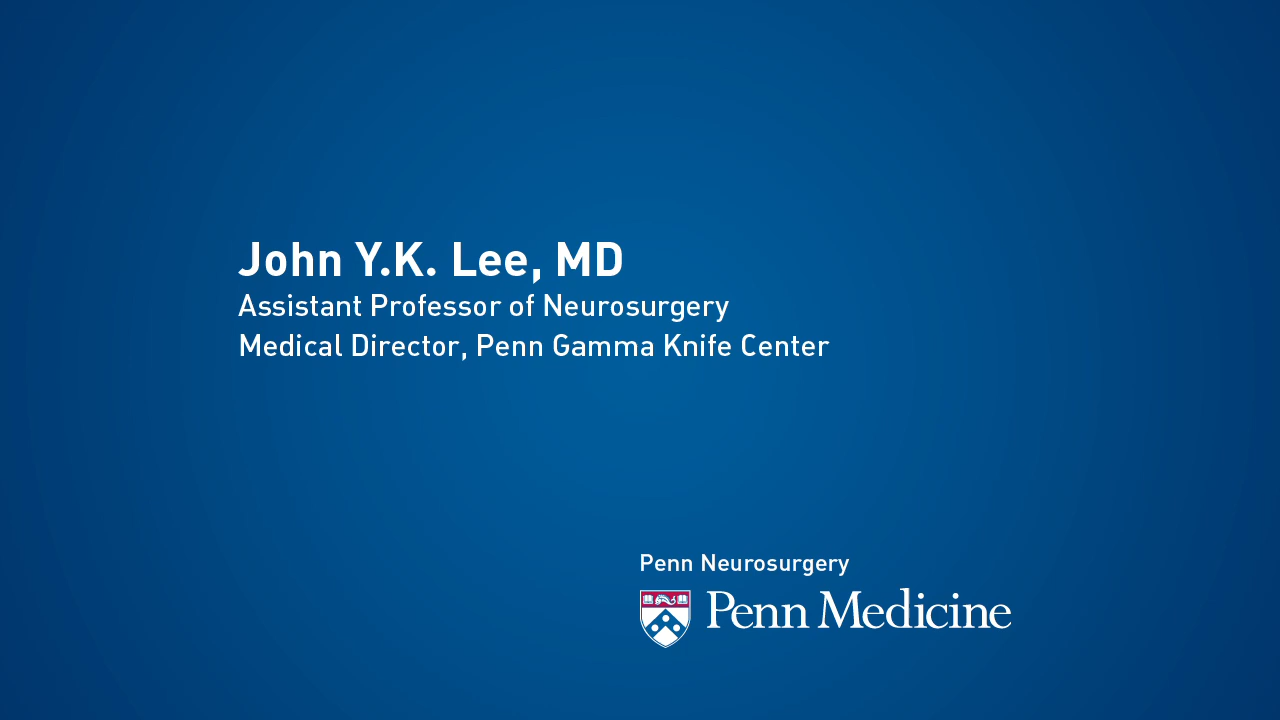 John Y.K. Lee, MD
Assistant Professor of Neurosurgery
Medical Director, Penn Gamma Knife Center
Penn Neurosurgery
Penn Medicine